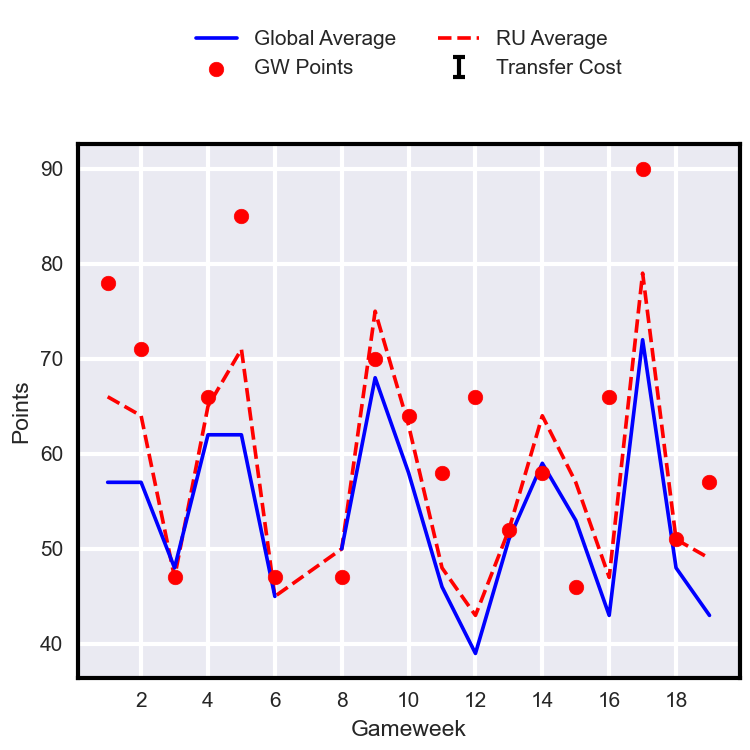 Global Average
RU Average
GW Points
Transfer Cost
90
80
70
60
50
40
Points
2 4 6 8 10 12 14 16 18
Gameweek